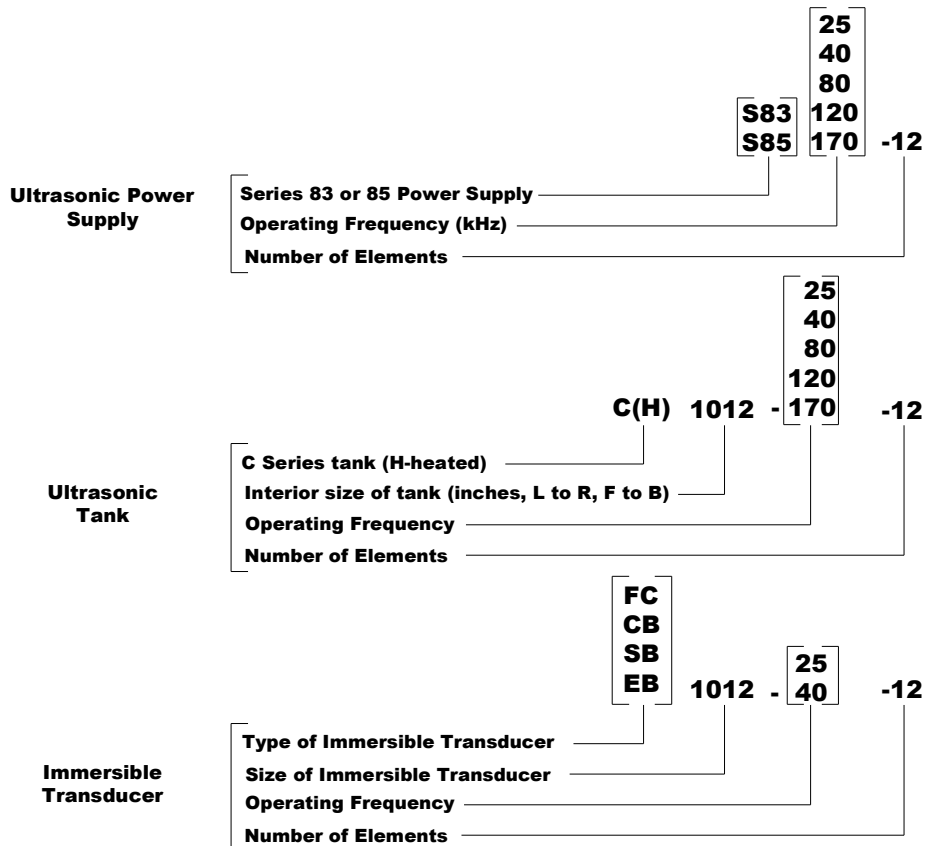 25
40
80
S83 120
S85 170 -12
Ultrasonic Power
Supply
Series 83 or 85 Power Supply
Operating Frequency (kHz)
Number of Elements
25
40
80
120
C(H) 1012 - 170 -12
Ultrasonic
Tank
C Series tank (H-heated)
Interior size of tank (inches, L to R, F to B)
Operating Frequency
Number of Elements
FC
CB
SB 25
EB 1012 - 40 -12
Immersible
Transducer
Type of Immersible Transducer
Size of Immersible Transducer
Operating Frequency
Number of Elements